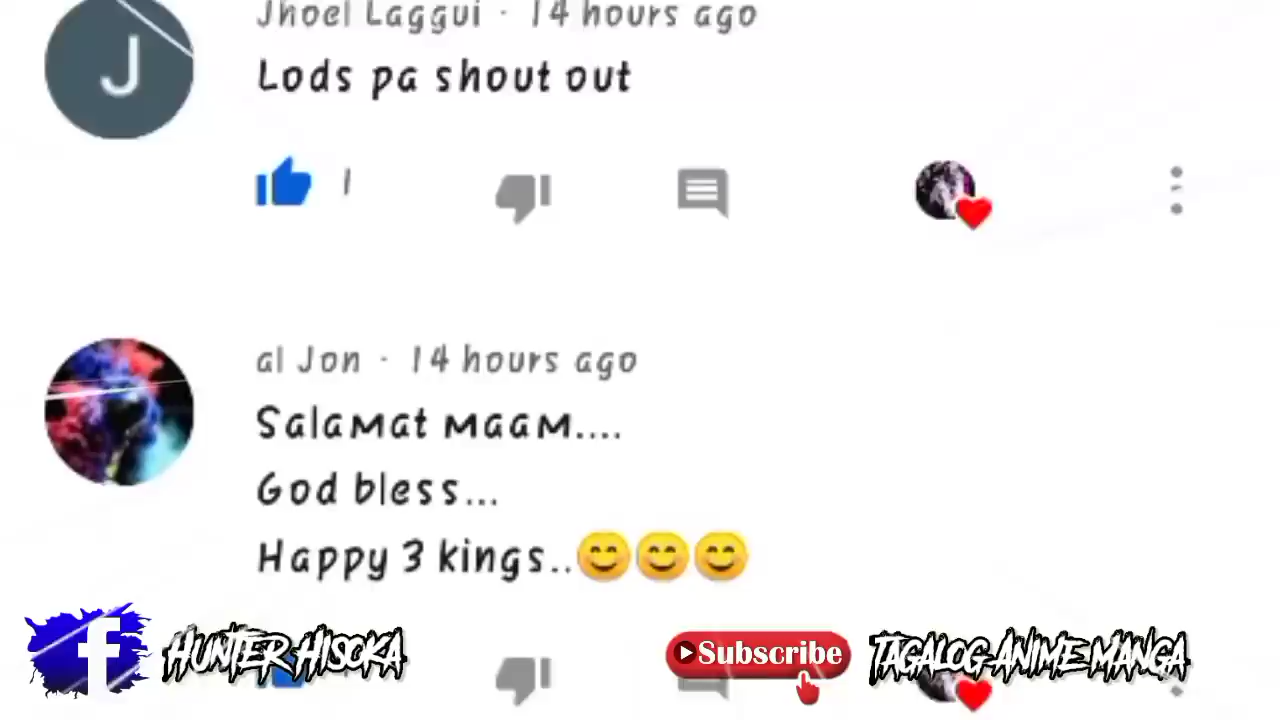 Jhoel Laggui · 14 hours ago
J
Lods pa shout out
1
al Jon · 14 hours ago
Salamat maam....
God bless...
Happy 3 kings..😊😊😊
f HUNTER HISOKA
Subscribe TAGALOG ANIME MANGA